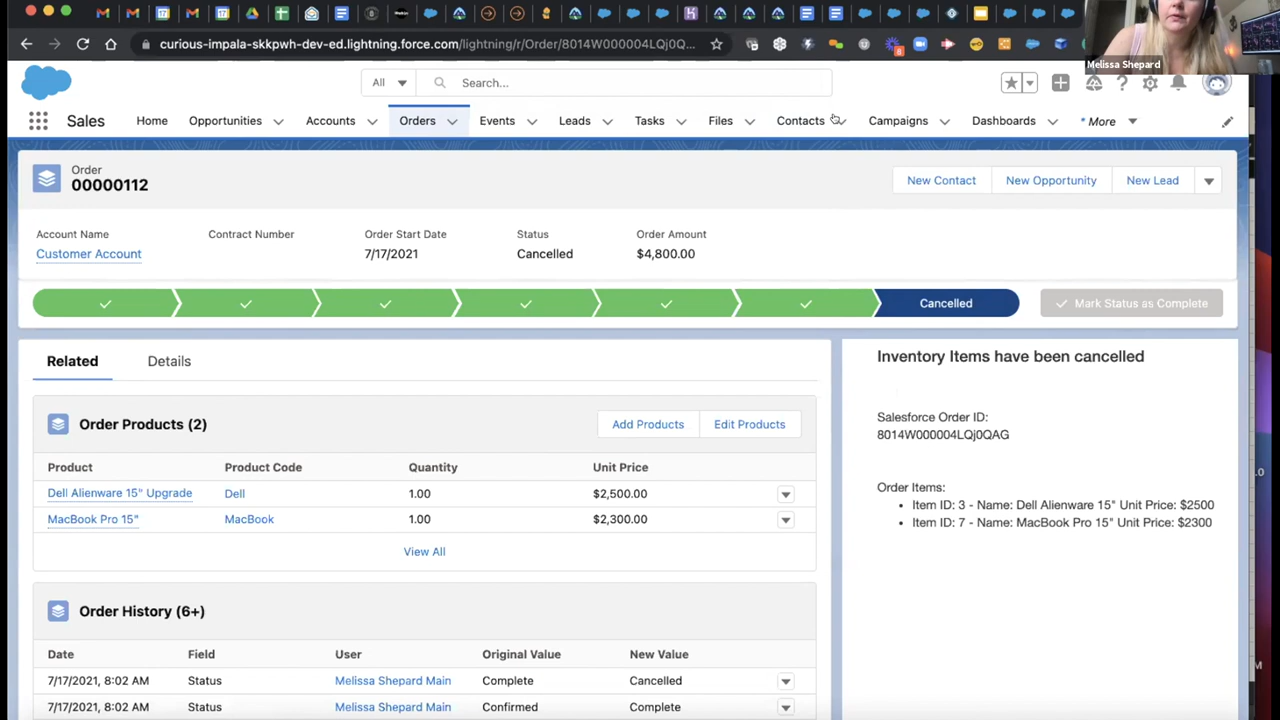 curious-impala-skkpwh-dev-ed.lightning.force.com/lightning/r/Order/8014W000004LQj0Q...
8
Melissa Shepard
All
Search...
Sales
Home
Opportunities
Accounts
Orders
Events
Leads
Tasks
Files
Contacts
Campaigns
Dashboards
* More
Order
00000112
New Contact
New Opportunity
New Lead
Account Name
Contract Number
Order Start Date
Status
Order Amount
Customer Account
7/17/2021
Cancelled
$4,800.00
Cancelled
Mark Status as Complete
Related
Details
Order Products (2)
Add Products
Edit Products
Product
Product Code
Quantity
Unit Price
Dell Alienware 15" Upgrade
Dell
1.00
$2,500.00
MacBook Pro 15"
MacBook
1.00
$2,300.00
View All
Order History (6+)
Date
Field
User
Original Value
New Value
7/17/2021, 8:02 AM
Status
Melissa Shepard Main
Complete
Cancelled
7/17/2021, 8:02 AM
Status
Melissa Shepard Main
Confirmed
Complete
Inventory Items have been cancelled
Salesforce Order ID:
8014W000004LQj0QAG
Order Items:
• Item ID: 3 - Name: Dell Alienware 15" Unit Price: $2500
• Item ID: 7 - Name: MacBook Pro 15" Unit Price: $2300